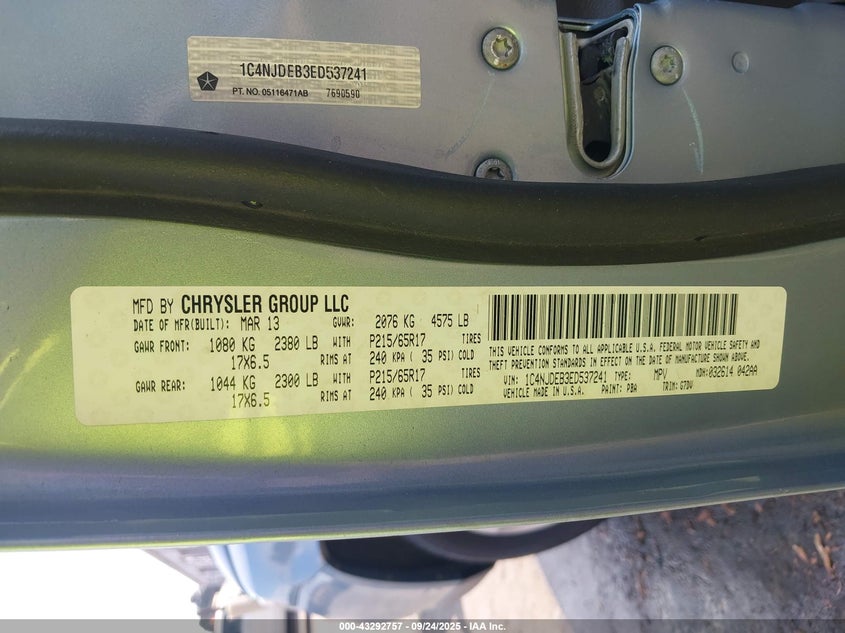 1C4NJDEB3ED537241
PT. NO. 05116471AB 7690590
MFD BY CHRYSLER GROUP LLC
DATE OF MFR(BUILT): MAR 13 GVWR: 2076 KG 4575 LB
GAWR FRONT: 1080 KG 2380 LB WITH P215/65R17 TIRES
17X6.5 RIMS AT 240 KPA ( 35 PSI) COLD
GAWR REAR: 1044 KG 2300 LB WITH P215/65R17 TIRES
17X6.5 RIMS AT 240 KPA ( 35 PSI) COLD
THIS VEHICLE CONFORMS TO ALL APPLICABLE U.S.A. FEDERAL MOTOR VEHICLE SAFETY AND
THEFT PREVENTION STANDARDS IN EFFECT ON THE DATE OF MANUFACTURE SHOWN ABOVE.
VIN: 1C4NJDEB3ED537241 TYPE: MPV MDH: 032614 042AA
VEHICLE MADE IN U.S.A. PAINT: PBA TRIM: G7DV
000-43292757 - 09/24/2025 - IAA Inc.